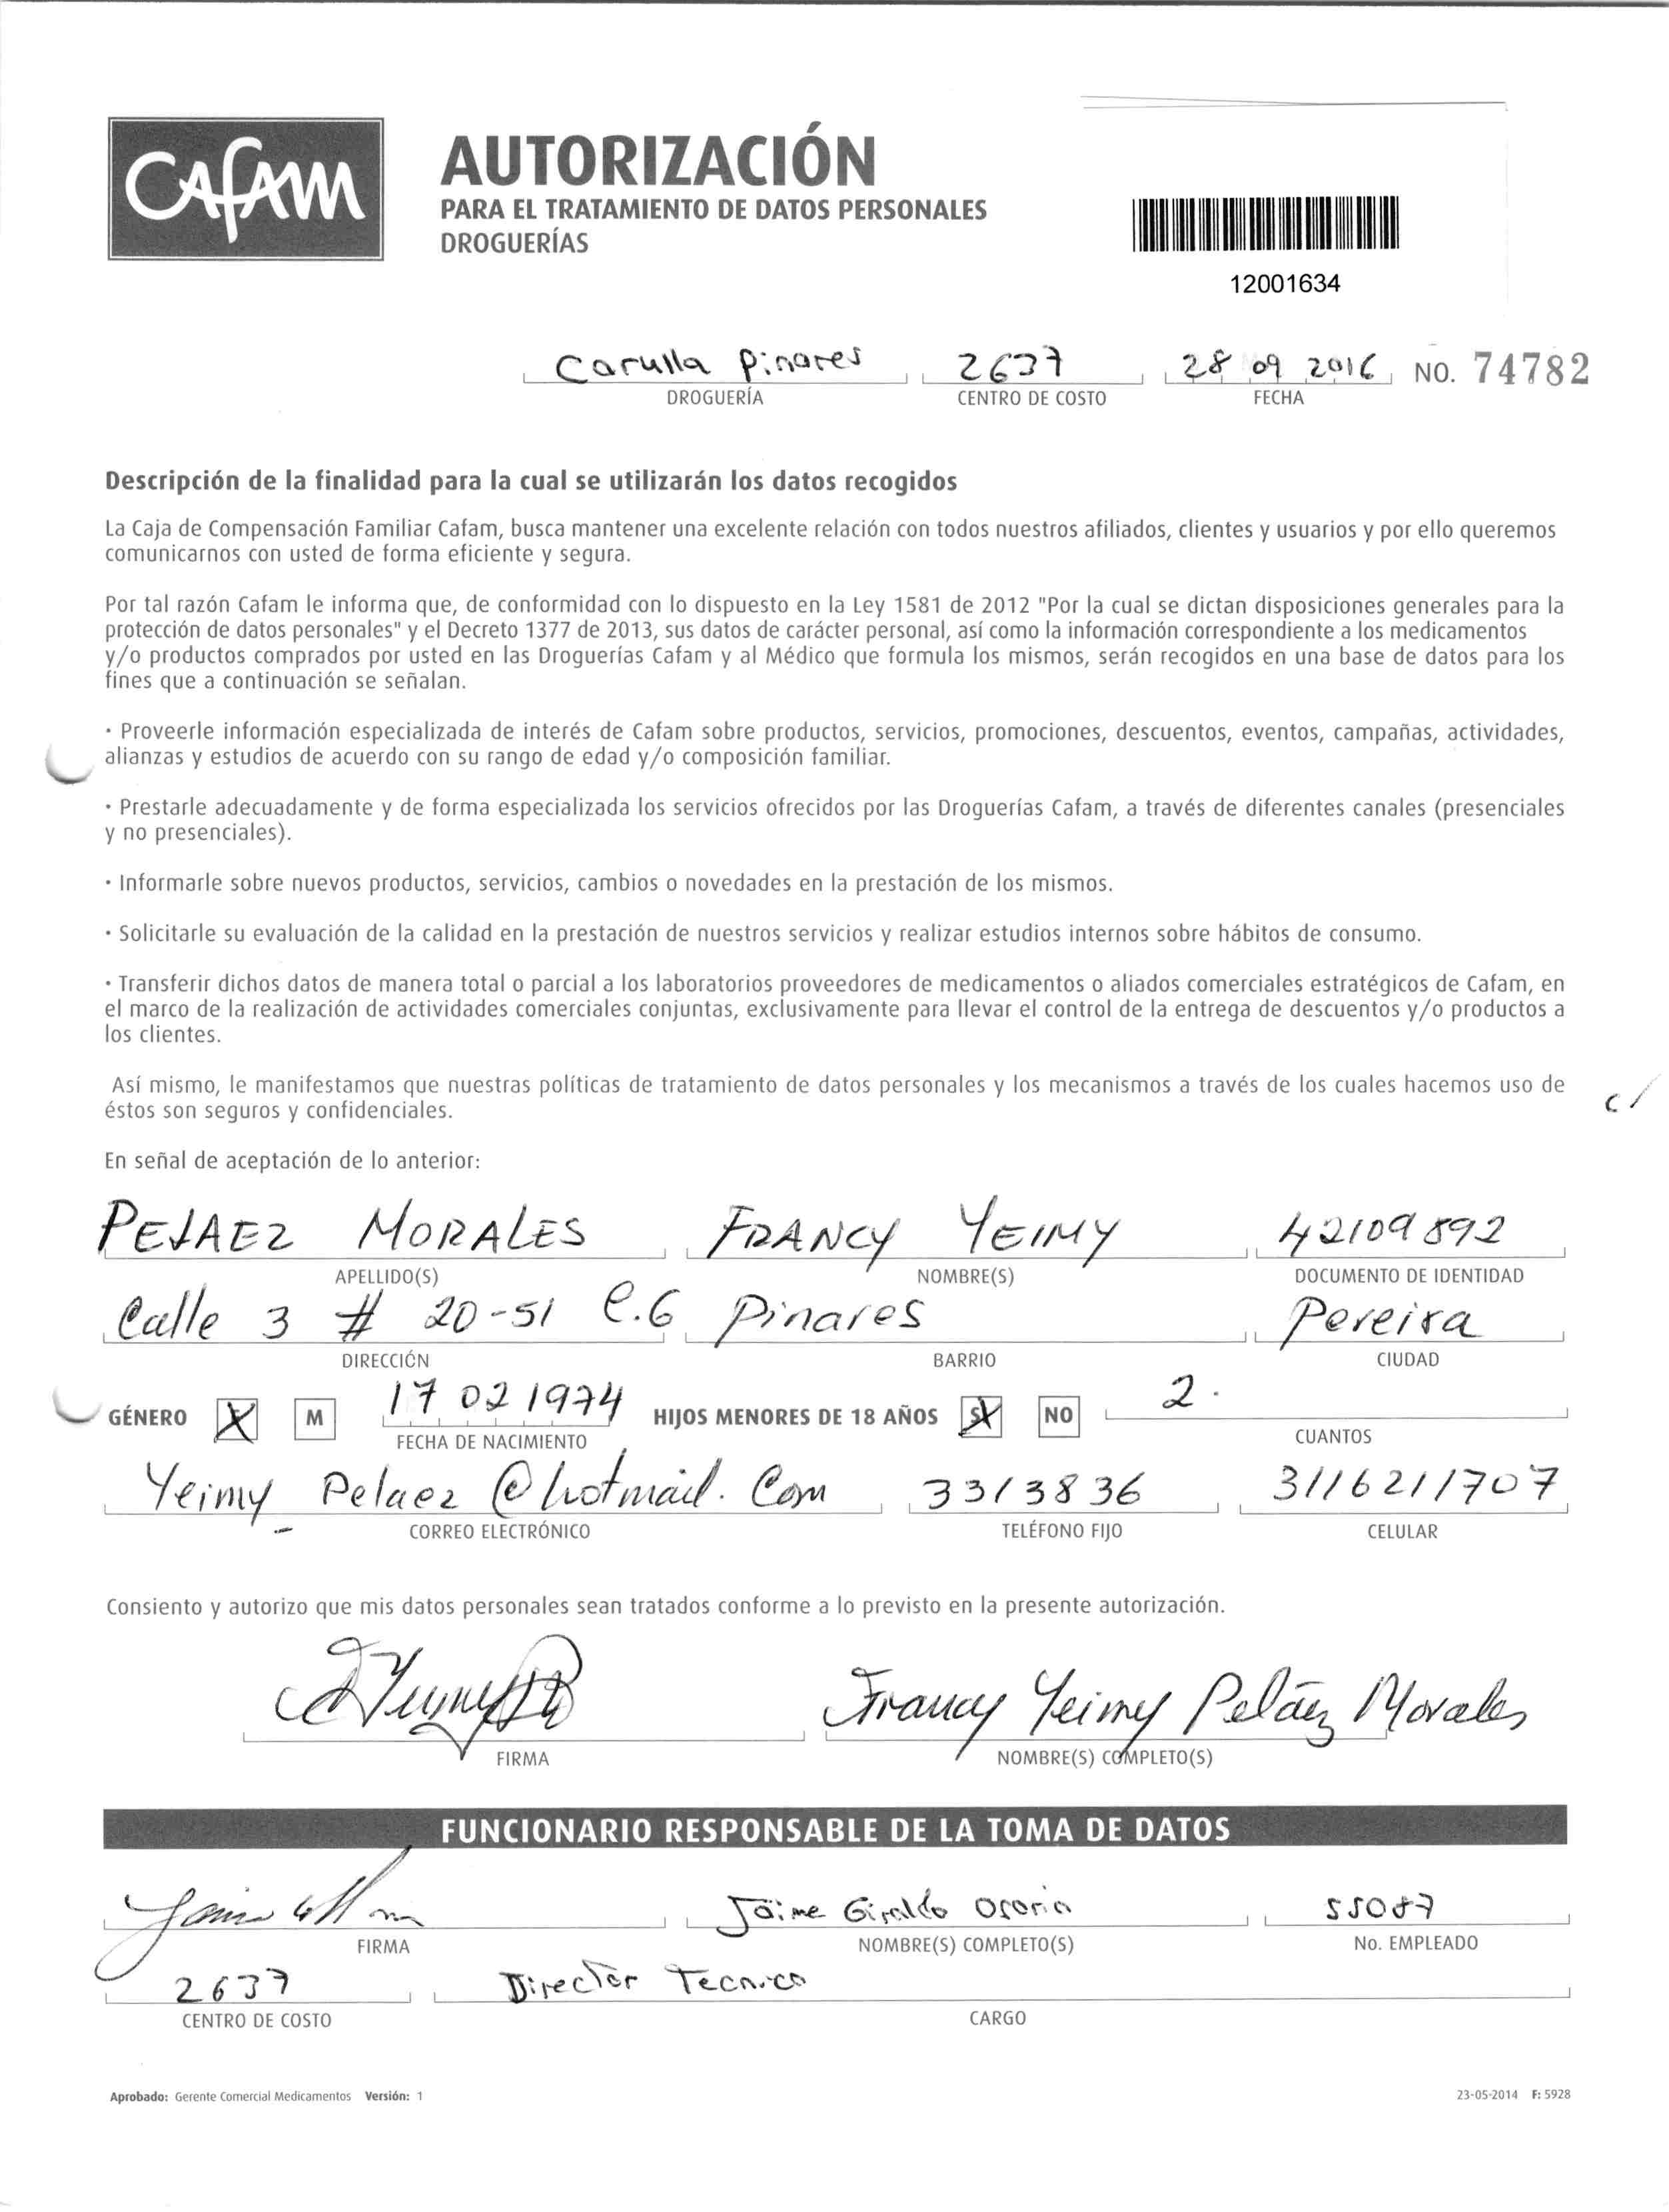 CAFAM
AUTORIZACIÓN
PARA EL TRATAMIENTO DE DATOS PERSONALES
DROGUERÍAS
12001634
Carulla Pinares 2637 28 09 2016 NO. 74782
DROGUERÍA CENTRO DE COSTO FECHA
Descripción de la finalidad para la cual se utilizarán los datos recogidos
La Caja de Compensación Familiar Cafam, busca mantener una excelente relación con todos nuestros afiliados, clientes y usuarios y por ello queremos
comunicarnos con usted de forma eficiente y segura.
Por tal razón Cafam le informa que, de conformidad con lo dispuesto en la Ley 1581 de 2012 "Por la cual se dictan disposiciones generales para la
protección de datos personales" y el Decreto 1377 de 2013, sus datos de carácter personal, así como la información correspondiente a los medicamentos
y/o productos comprados por usted en las Droguerías Cafam y al Médico que formula los mismos, serán recogidos en una base de datos para los
fines que a continuación se señalan.
· Proveerle información especializada de interés de Cafam sobre productos, servicios, promociones, descuentos, eventos, campañas, actividades,
alianzas y estudios de acuerdo con su rango de edad y/o composición familiar.
· Prestarle adecuadamente y de forma especializada los servicios ofrecidos por las Droguerías Cafam, a través de diferentes canales (presenciales
y no presenciales).
· Informarle sobre nuevos productos, servicios, cambios o novedades en la prestación de los mismos.
· Solicitarle su evaluación de la calidad en la prestación de nuestros servicios y realizar estudios internos sobre hábitos de consumo.
· Transferir dichos datos de manera total o parcial a los laboratorios proveedores de medicamentos o aliados comerciales estratégicos de Cafam, en
el marco de la realización de actividades comerciales conjuntas, exclusivamente para llevar el control de la entrega de descuentos y/o productos a
los clientes.
Así mismo, le manifestamos que nuestras políticas de tratamiento de datos personales y los mecanismos a través de los cuales hacemos uso de
éstos son seguros y confidenciales.
En señal de aceptación de lo anterior:
PELAEZ MORALES FRANCY YEIMY 42109892
APELLIDO(S) NOMBRE(S) DOCUMENTO DE IDENTIDAD
Calle 3 # 20-51 C.6 Pinares Pereira
DIRECCIÓN BARRIO CIUDAD
GÉNERO X M 17 02 1974 HIJOS MENORES DE 18 AÑOS SI X NO 2.
FECHA DE NACIMIENTO CUANTOS
Yeimy_Pelaez@hotmail.Com 3313836 3116211707
CORREO ELECTRÓNICO TELÉFONO FIJO CELULAR
Consiento y autorizo que mis datos personales sean tratados conforme a lo previsto en la presente autorización.
Francy Yeimy Peláez Morales
FIRMA NOMBRE(S) COMPLETO(S)
FUNCIONARIO RESPONSABLE DE LA TOMA DE DATOS
Jaime Giraldo Osorio 55087
FIRMA NOMBRE(S) COMPLETO(S) No. EMPLEADO
2637 Director Tecnico
CENTRO DE COSTO CARGO
Aprobado: Gerente Comercial Medicamentos Versión: 1 23-05-2014 F: 5928